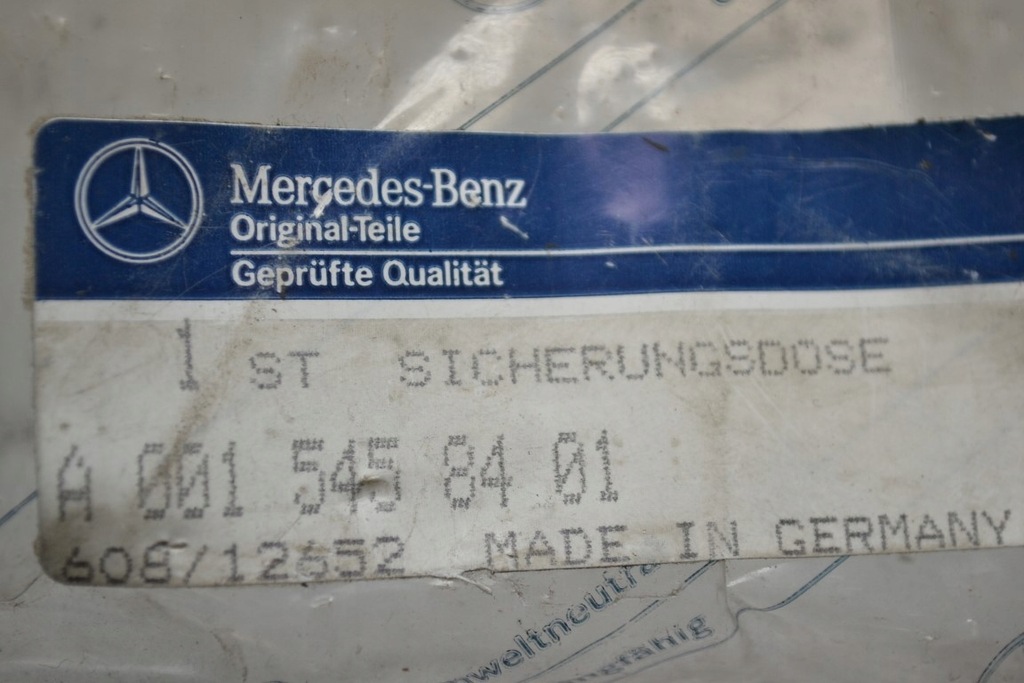 Mercedes-Benz
Original-Teile
Geprüfte Qualität
1 ST SICHERUNGSDOSE
A 001 545 84 01
608/12652 MADE IN GERMANY